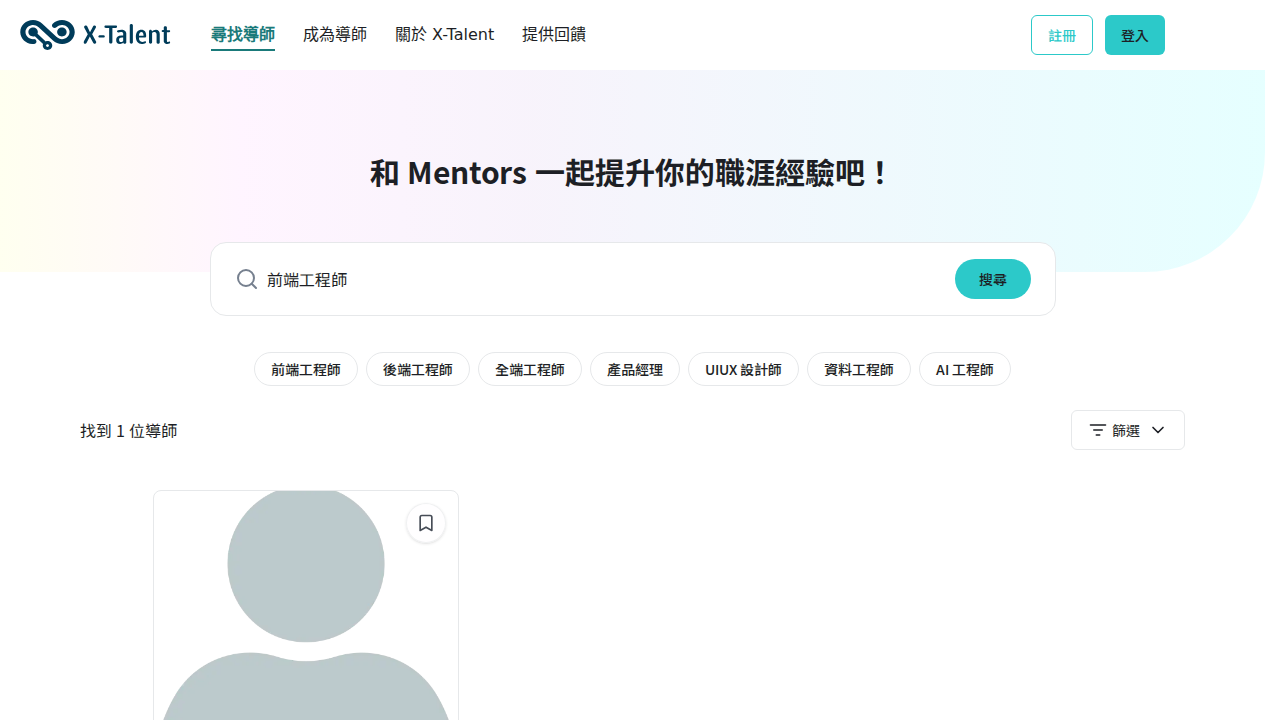 X-Talent
尋找導師 成為導師 關於 X-Talent 提供回饋
註冊 登入
和 Mentors 一起提升你的職涯經驗吧！
前端工程師
搜尋
前端工程師 後端工程師 全端工程師 產品經理 UIUX 設計師 資料工程師 AI 工程師
找到 1 位導師
篩選